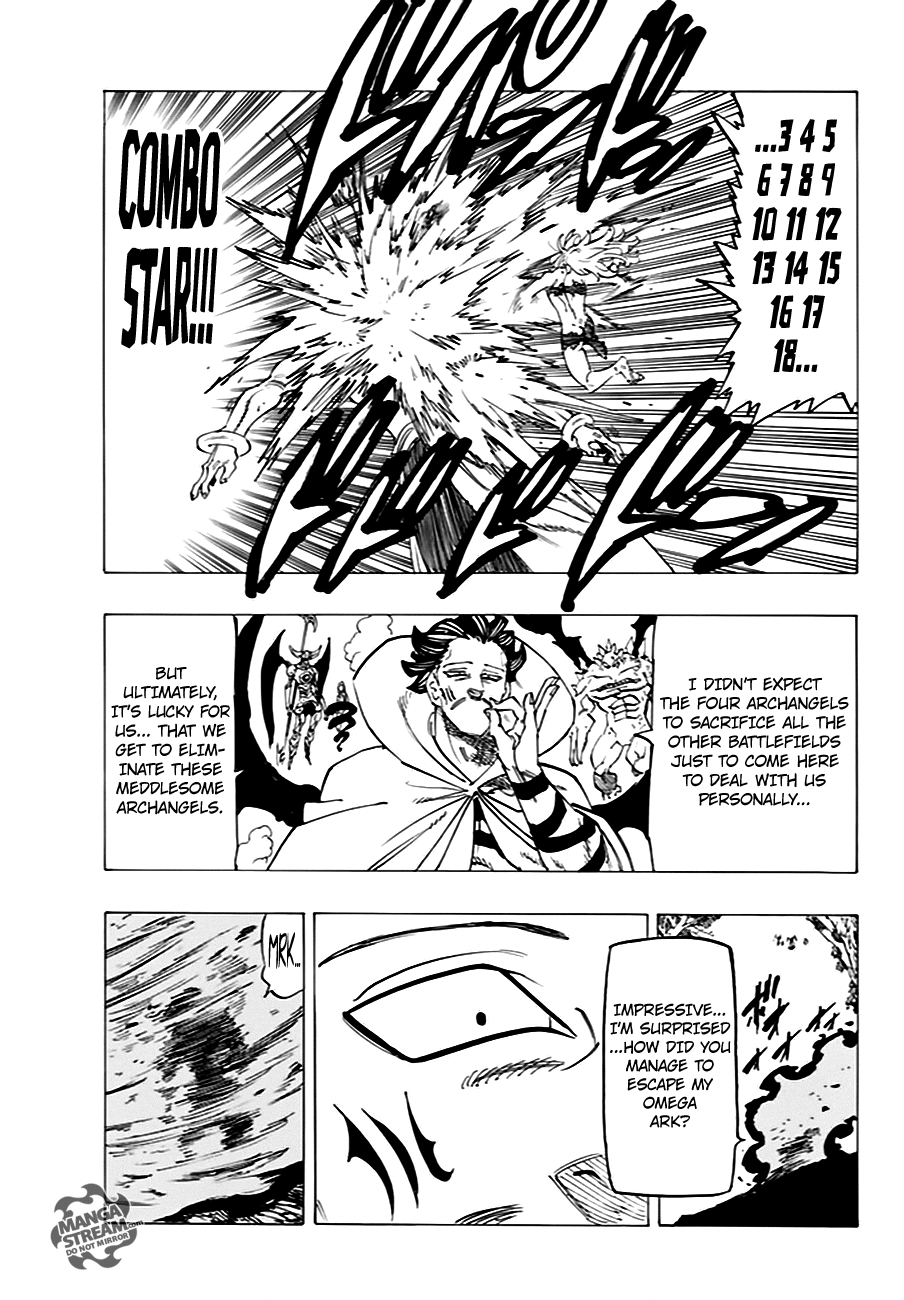 ...3 4 5
6 7 8 9
10 11 12
13 14 15
16 17
18...
COMBO
STAR!!!
I DIDN'T EXPECT
THE FOUR ARCHANGELS
TO SACRIFICE ALL THE
OTHER BATTLEFIELDS
JUST TO COME HERE
TO DEAL WITH US
PERSONALLY...
BUT
ULTIMATELY,
IT'S LUCKY FOR
US... THAT WE
GET TO ELIM-
INATE THESE
MEDDLESOME
ARCHANGELS.
IMPRESSIVE...
I'M SURPRISED
...HOW DID YOU
MANAGE TO
ESCAPE MY
OMEGA
ARK?
MRK...
MANGA
STREAM.com
DO NOT MIRROR!